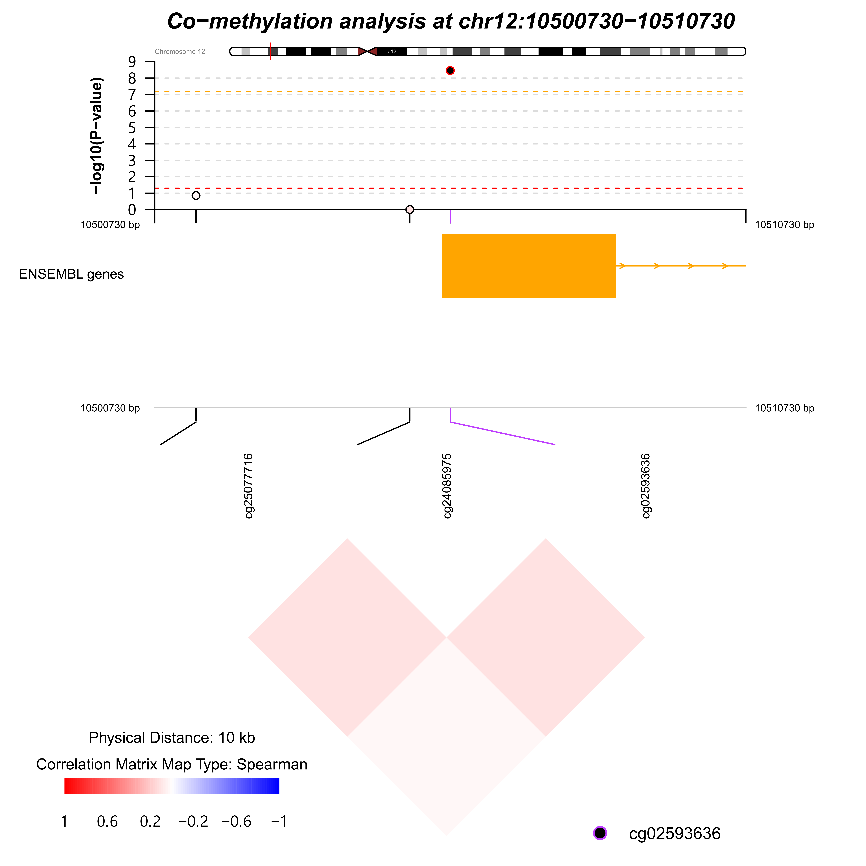 Co−methylation analysis at chr12:10500730−10510730
Chromosome 12
−log10(P−value)
9
8
7
6
5
4
3
2
1
0
10500730 bp
10510730 bp
ENSEMBL genes
10500730 bp
10510730 bp
cg25077716
cg24085975
cg02593636
Physical Distance: 10 kb
Correlation Matrix Map Type: Spearman
1 0.6 0.2 −0.2 −0.6 −1
cg02593636